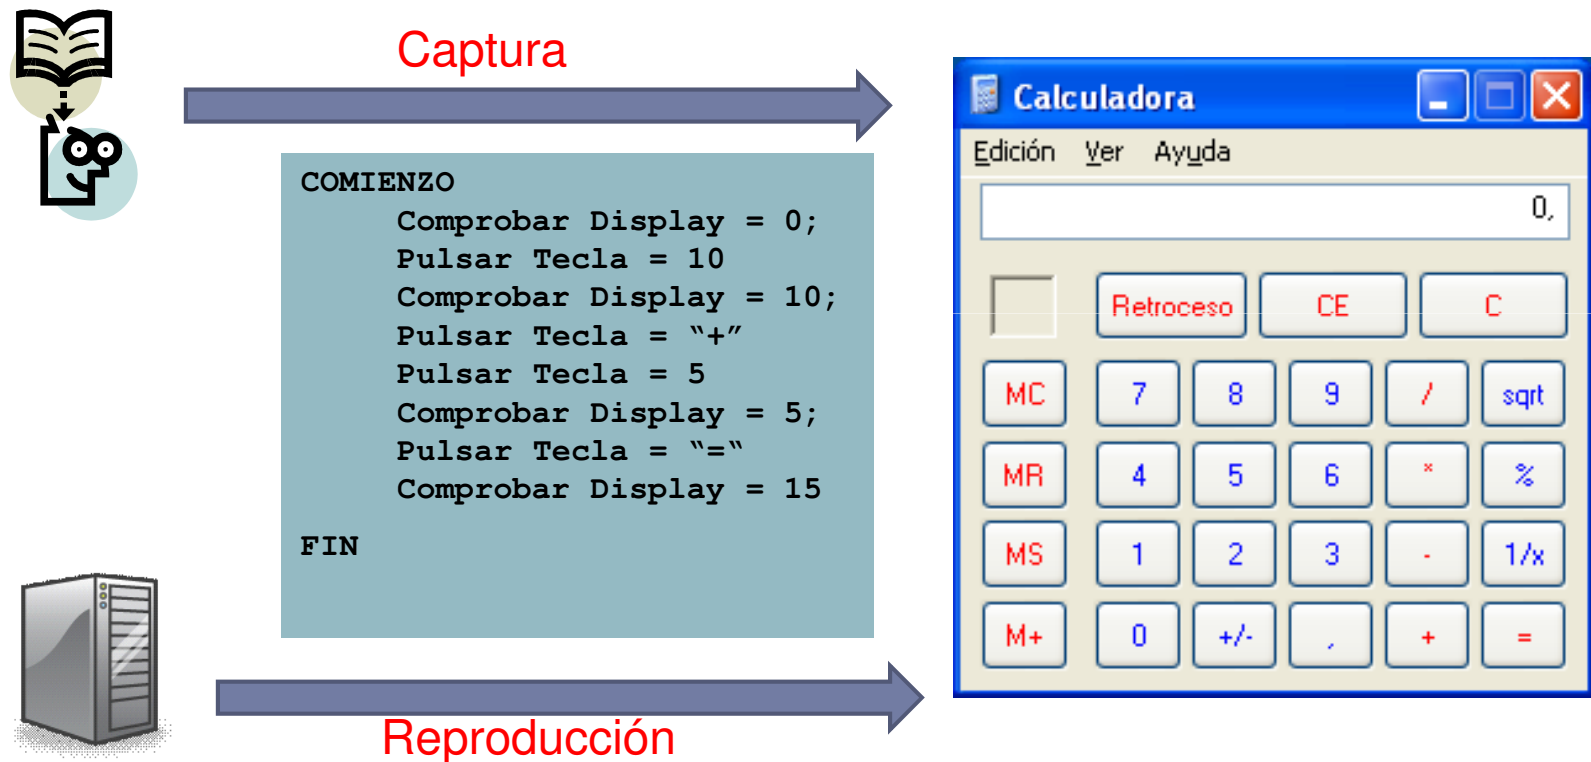 Captura
COMIENZO
Comprobar Display = 0;
Pulsar Tecla = 10
Comprobar Display = 10;
Pulsar Tecla = “+”
Pulsar Tecla = 5
Comprobar Display = 5;
Pulsar Tecla = “=“
Comprobar Display = 15
FIN
Reproducción
Calculadora
Edición Ver Ayuda
0,
Retroceso CE C
MC 7 8 9 / sqrt
MR 4 5 6 * %
MS 1 2 3 - 1/x
M+ 0 +/- , + =